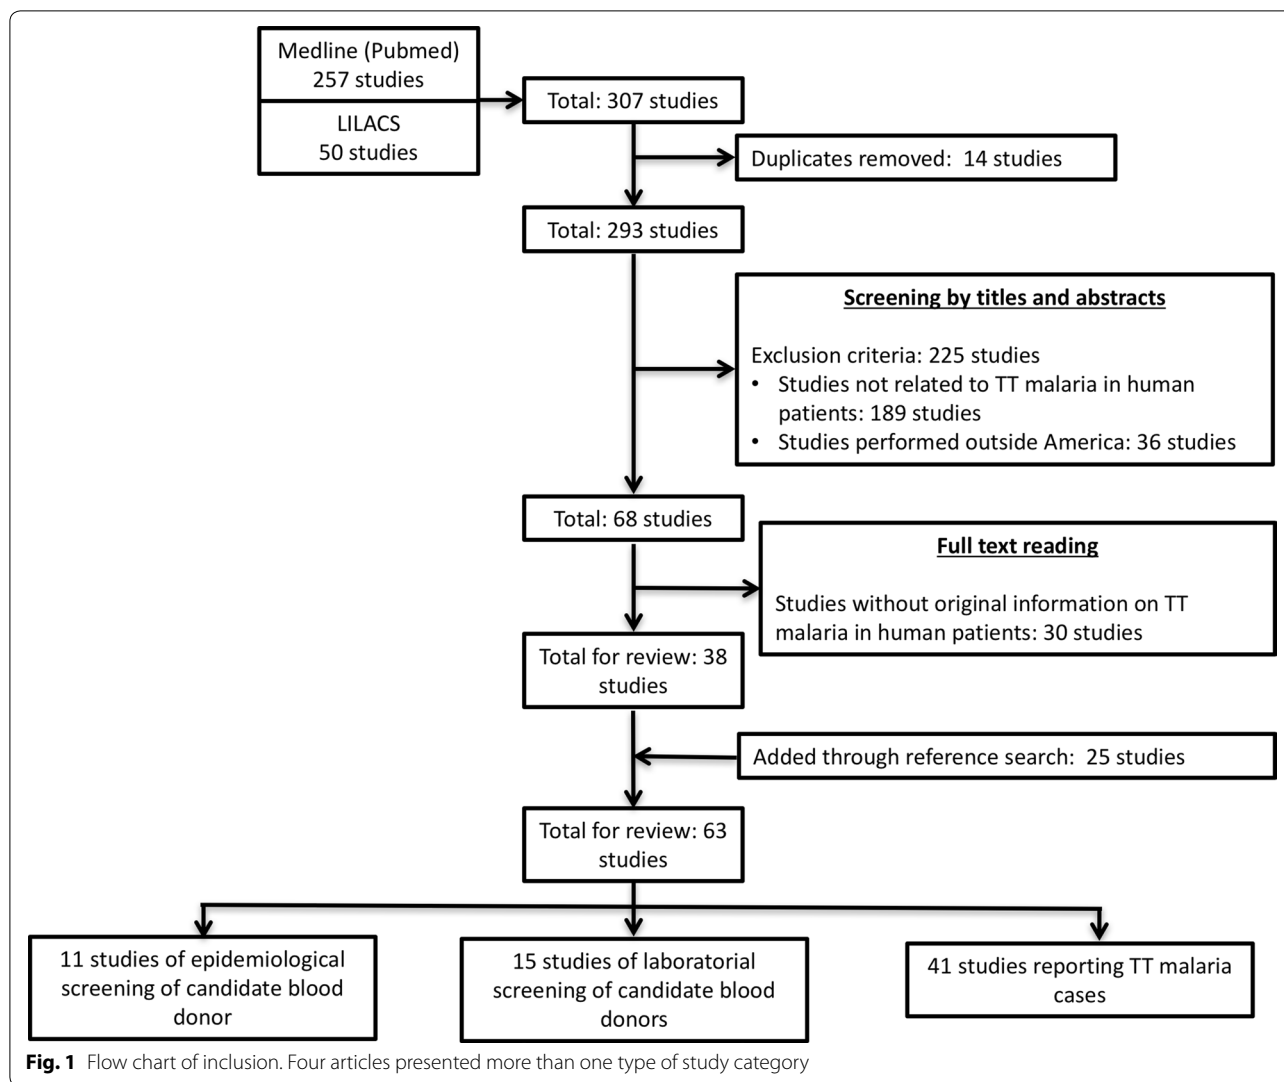 Medline (Pubmed)
257 studies
LILACS
50 studies
Total: 307 studies
Duplicates removed: 14 studies
Total: 293 studies
Screening by titles and abstracts
Exclusion criteria: 225 studies
• Studies not related to TT malaria in human
patients: 189 studies
• Studies performed outside America: 36 studies
Total: 68 studies
Full text reading
Studies without original information on TT
malaria in human patients: 30 studies
Total for review: 38
studies
Added through reference search: 25 studies
Total for review: 63
studies
11 studies of epidemiological
screening of candidate blood
donor
15 studies of laboratorial
screening of candidate blood
donors
41 studies reporting TT malaria
cases
Fig. 1 Flow chart of inclusion. Four articles presented more than one type of study category